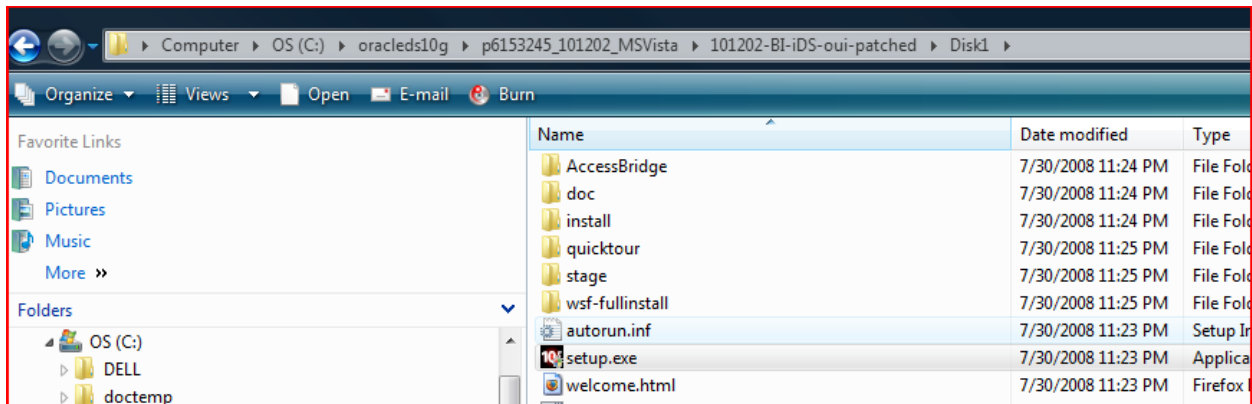 Computer OS (C:) oracleds10g p6153245_101202_MSVista 101202-BI-iDS-oui-patched Disk1
Organize Views Open E-mail Burn
Favorite Links
Documents
Pictures
Music
More »
Folders
OS (C:)
DELL
doctemp
Name Date modified Type
AccessBridge 7/30/2008 11:24 PM File Fold
doc 7/30/2008 11:24 PM File Fold
install 7/30/2008 11:24 PM File Fold
quicktour 7/30/2008 11:25 PM File Fold
stage 7/30/2008 11:25 PM File Fold
wsf-fullinstall 7/30/2008 11:25 PM File Fold
autorun.inf 7/30/2008 11:23 PM Setup In
setup.exe 7/30/2008 11:23 PM Applica
welcome.html 7/30/2008 11:23 PM Firefox